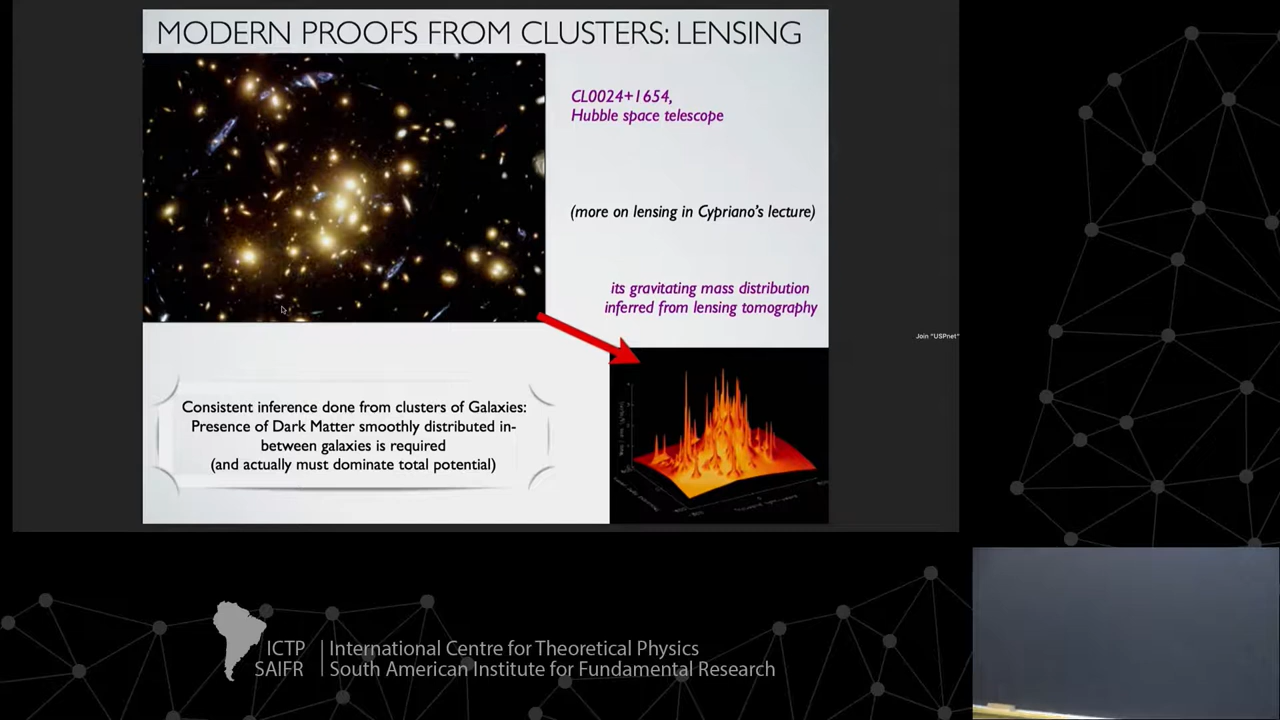 MODERN PROOFS FROM CLUSTERS: LENSING
CL0024+1654,
Hubble space telescope
(more on lensing in Cypriano's lecture)
its gravitating mass distribution
inferred from lensing tomography
Join "USPnet"
Consistent inference done from clusters of Galaxies:
Presence of Dark Matter smoothly distributed in-
between galaxies is required
(and actually must dominate total potential)
ICTP
SAIFR
International Centre for Theoretical Physics
South American Institute for Fundamental Research